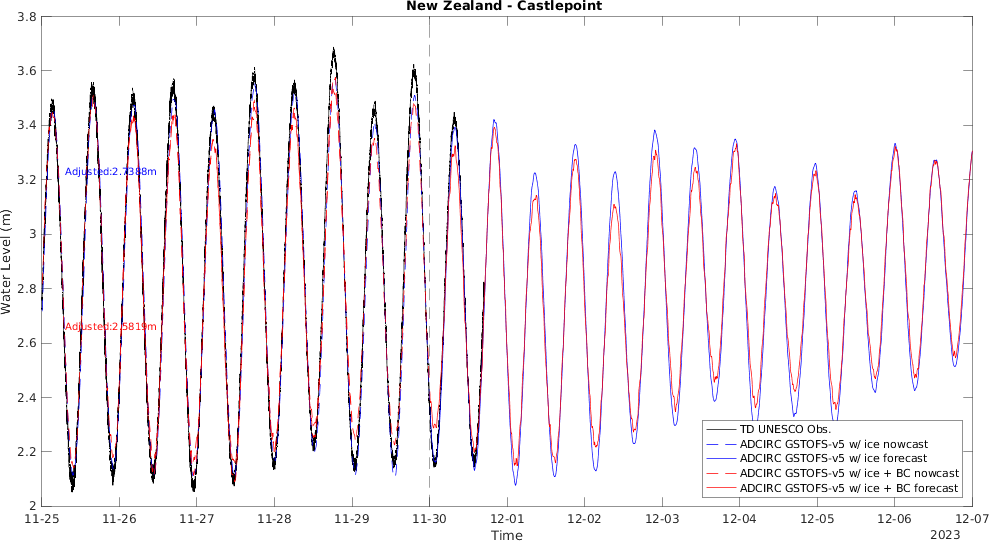 New Zealand - Castlepoint
3.8
3.6
3.4
3.2
3
2.8
2.6
2.4
2.2
2
Water Level (m)
Adjusted:2.7388m
Adjusted:2.5819m
TD UNESCO Obs.
ADCIRC GSTOFS-v5 w/ ice nowcast
ADCIRC GSTOFS-v5 w/ ice forecast
ADCIRC GSTOFS-v5 w/ ice + BC nowcast
ADCIRC GSTOFS-v5 w/ ice + BC forecast
11-25 11-26 11-27 11-28 11-29 11-30 12-01 12-02 12-03 12-04 12-05 12-06 12-07
Time
2023